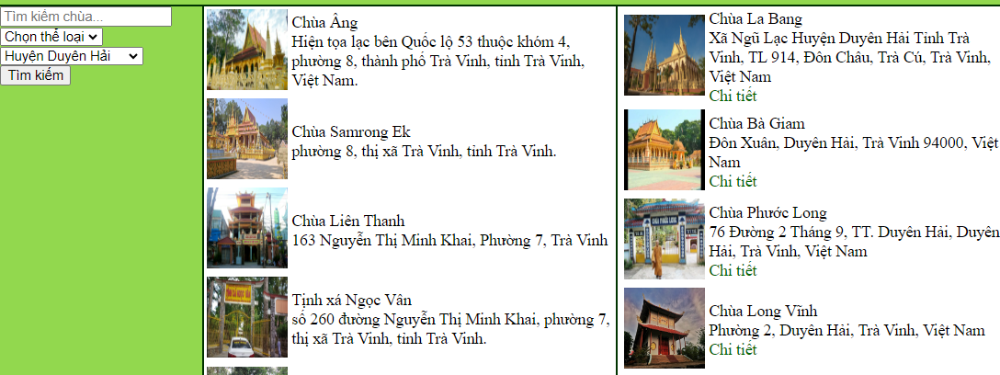 Tìm kiếm chùa...
Chọn thể loại
Huyện Duyên Hải
Tìm kiếm
Chùa Âng
Hiện tọa lạc bên Quốc lộ 53 thuộc khóm 4,
phường 8, thành phố Trà Vinh, tỉnh Trà Vinh,
Việt Nam.
Chùa Samrong Ek
phường 8, thị xã Trà Vinh, tỉnh Trà Vinh.
Chùa Liên Thanh
163 Nguyễn Thị Minh Khai, Phường 7, Trà Vinh
Tịnh xá Ngọc Vân
số 260 đường Nguyễn Thị Minh Khai, phường 7,
thị xã Trà Vinh, tỉnh Trà Vinh.
Chùa La Bang
Xã Ngũ Lạc Huyện Duyên Hải Tỉnh Trà
Vinh, TL 914, Đôn Châu, Trà Cú, Trà Vinh,
Việt Nam
Chi tiết
Chùa Bà Giam
Đôn Xuân, Duyên Hải, Trà Vinh 94000, Việt
Nam
Chi tiết
Chùa Phước Long
76 Đường 2 Tháng 9, TT. Duyên Hải, Duyên
Hải, Trà Vinh, Việt Nam
Chi tiết
Chùa Long Vĩnh
Phường 2, Duyên Hải, Trà Vinh, Việt Nam
Chi tiết